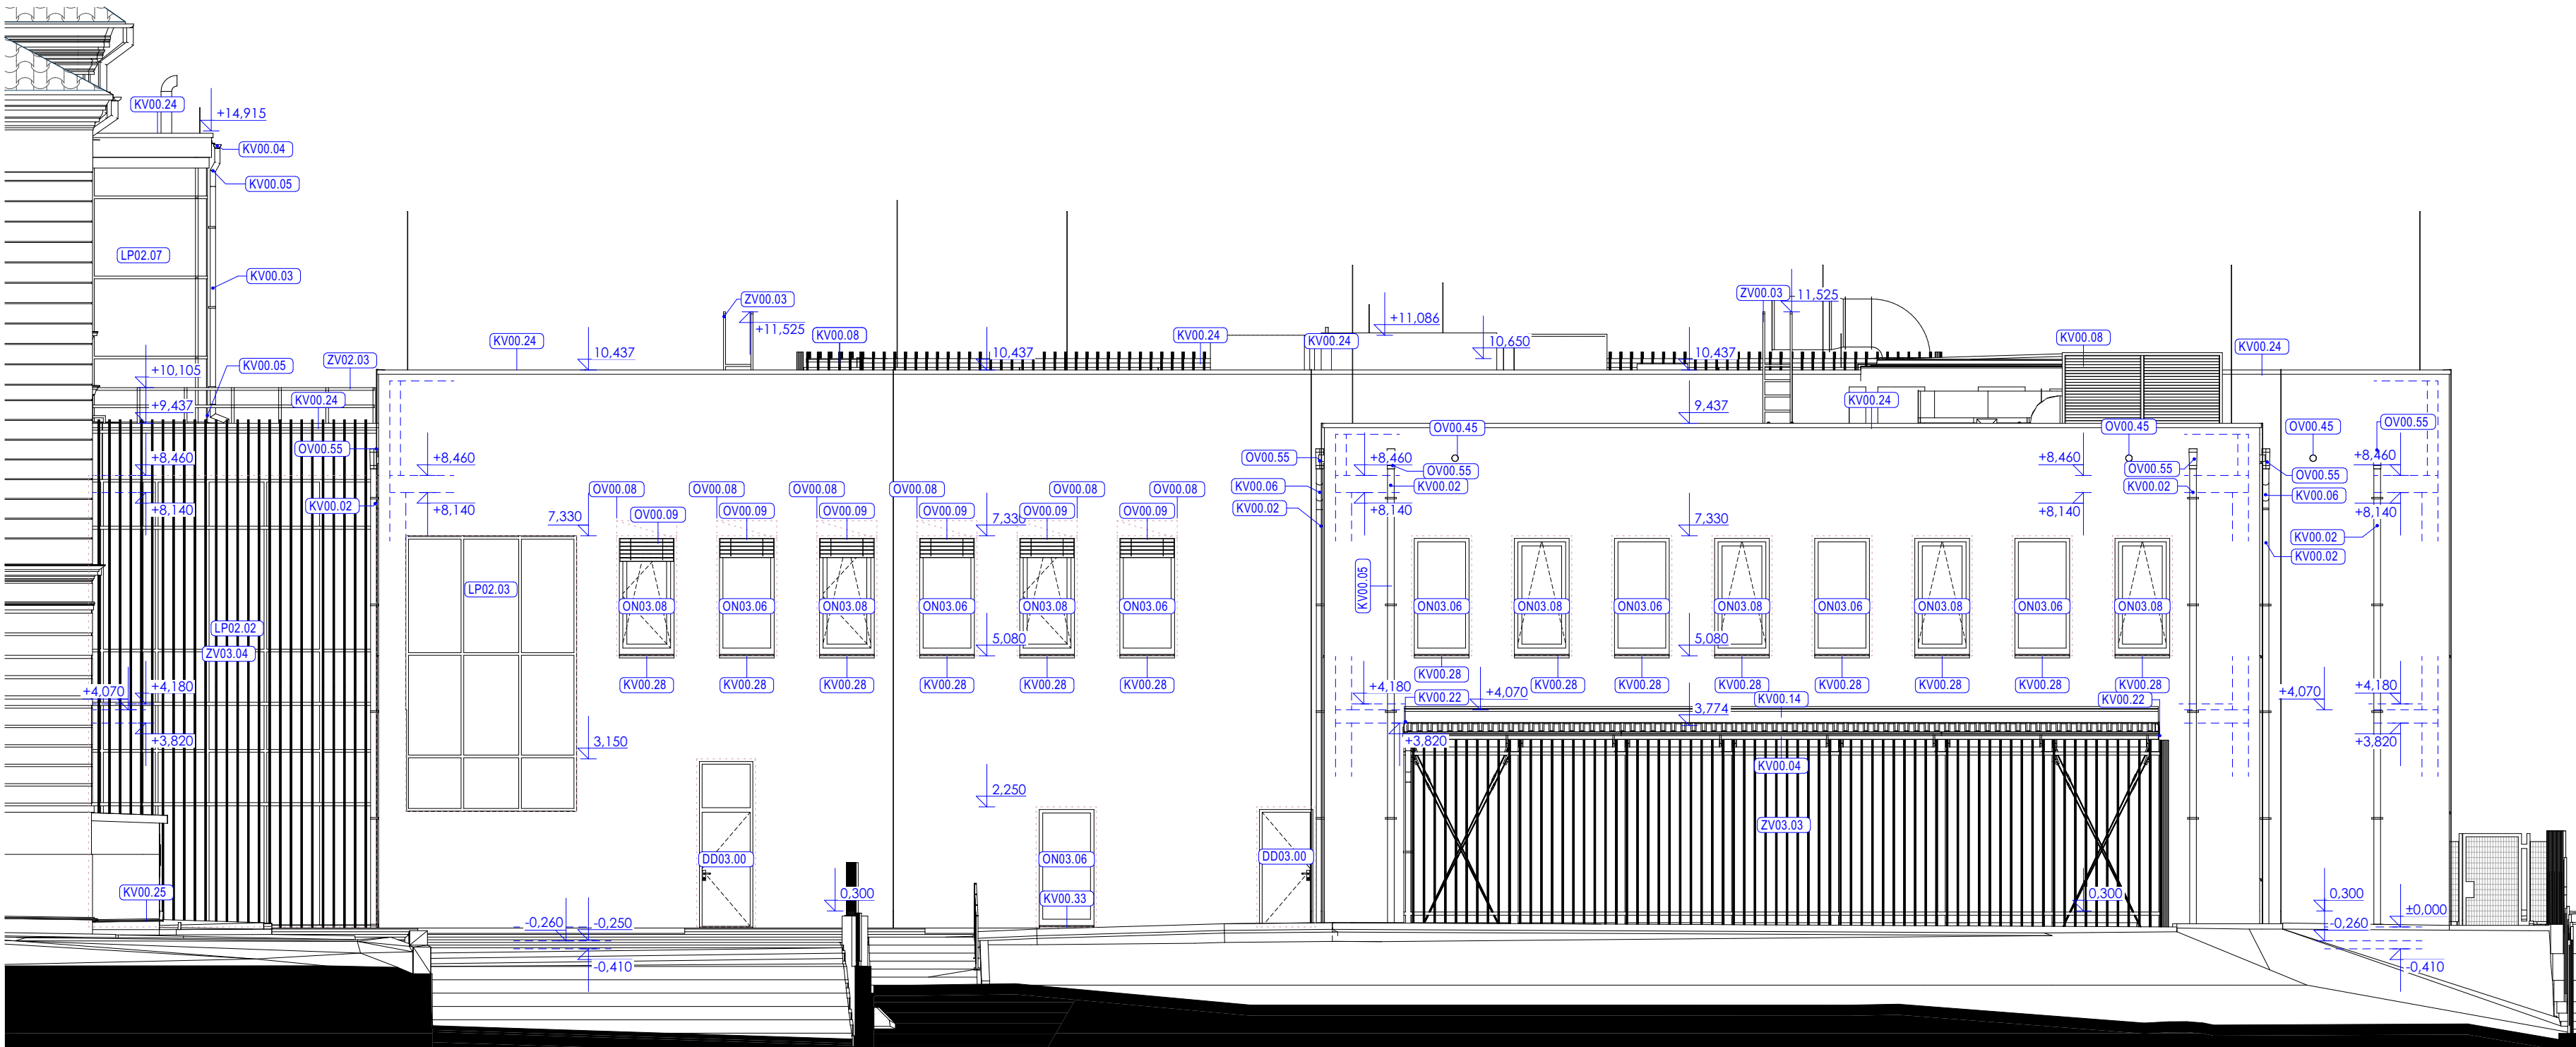 KV00.24
+14,915
KV00.04
KV00.05
LP02.07
KV00.03
ZV00.03
ZV00.03
11,525
+11,525
+11,086
KV00.24
KV00.08
KV00.24
KV00.24
10,650
KV00.08
KV00.24
10,437
10,437
10,437
ZV02.03
KV00.05
+10,105
KV00.24
KV00.24
+9,437
9,437
OV00.45
OV00.45
OV00.45
OV00.55
OV00.55
OV00.55
+8,460
+8,460
+8,460
+8,460
+8,460
OV00.55
OV00.55
OV00.55
OV00.08
OV00.08
OV00.08
OV00.08
OV00.08
OV00.08
KV00.06
KV00.02
KV00.02
KV00.06
KV00.02
KV00.02
+8,140
+8,140
+8,140
+8,140
+8,140
OV00.09
OV00.09
OV00.09
OV00.09
OV00.09
OV00.09
7,330
7,330
7,330
KV00.02
KV00.02
KV00.05
LP02.03
ON03.08
ON03.06
ON03.08
ON03.06
ON03.08
ON03.06
ON03.06
ON03.08
ON03.06
ON03.08
ON03.06
ON03.08
ON03.06
ON03.08
LP02.02
5,080
5,080
ZV03.04
KV00.28
KV00.28
KV00.28
KV00.28
KV00.28
KV00.28
KV00.28
KV00.28
KV00.28
KV00.28
KV00.28
KV00.28
KV00.28
KV00.28
+4,070
+4,180
+4,180
KV00.22
+4,070
KV00.14
KV00.22
+4,070
+4,180
3,774
+3,820
3,150
+3,820
+3,820
KV00.04
2,250
ZV03.03
DD03.00
ON03.06
DD03.00
KV00.25
0,300
KV00.33
0,300
0,300
±0,000
-0,260
-0,250
-0,260
-0,410
-0,410